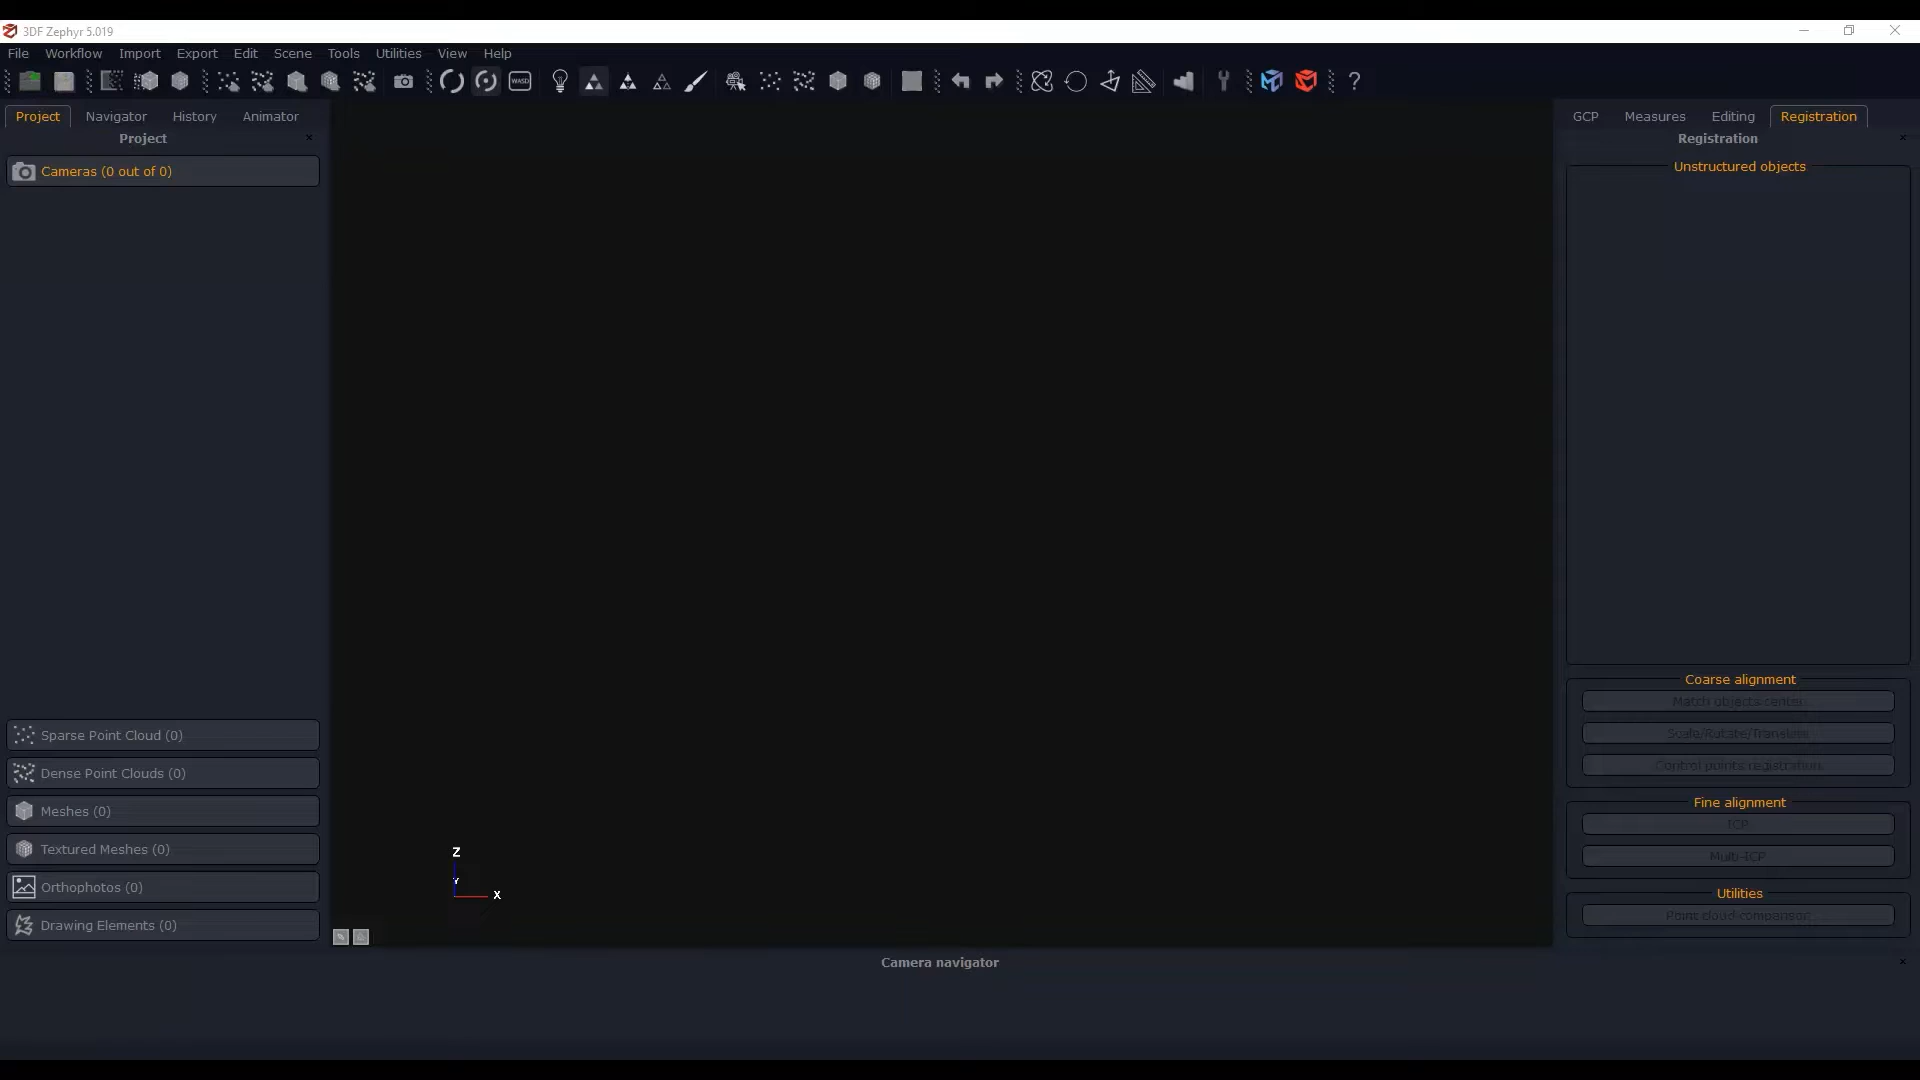 3DF Zephyr 5.019
File Workflow Import Export Edit Scene Tools Utilities View Help
WASD
Project Navigator History Animator
GCP Measures Editing Registration
Project
Registration
Cameras (0 out of 0)
Unstructured objects
Sparse Point Cloud (0)
Dense Point Clouds (0)
Meshes (0)
Textured Meshes (0)
Orthophotos (0)
Drawing Elements (0)
Z
Y
X
Coarse alignment
Match objects center
Scale/Rotate/Translate
Control points registration
Fine alignment
ICP
Multi-ICP
Utilities
Point cloud comparison
Camera navigator